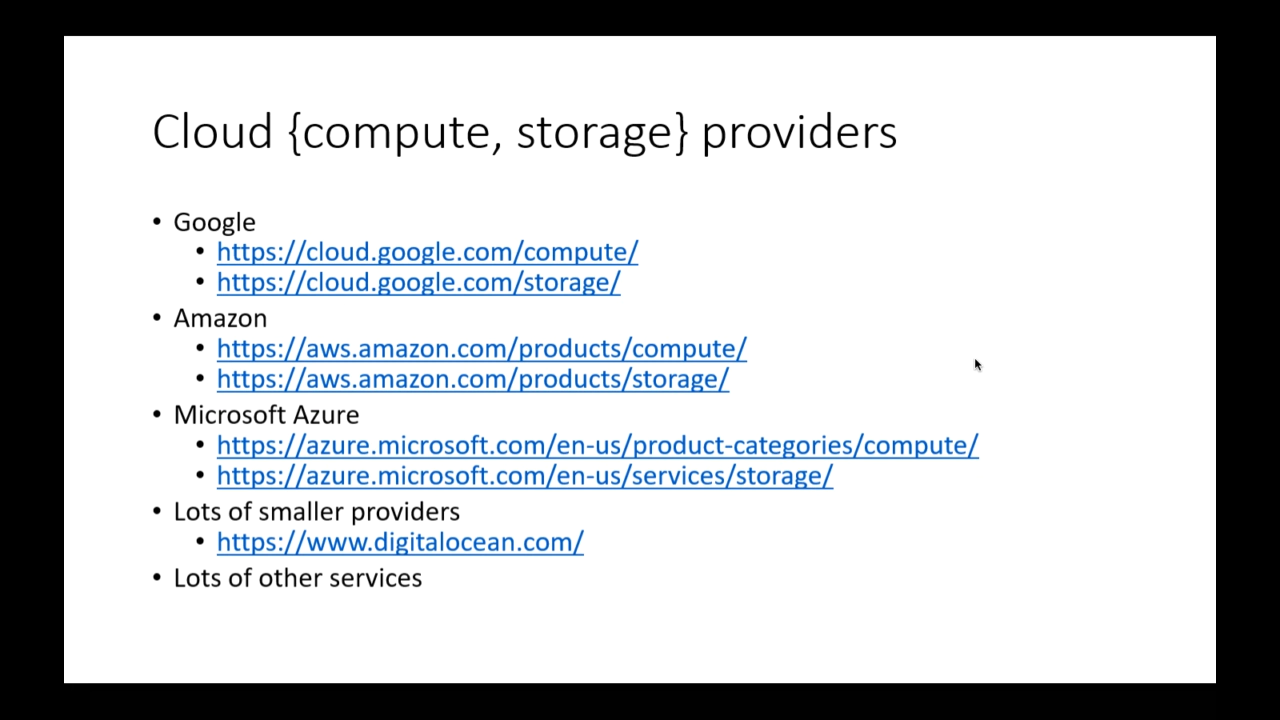 Cloud {compute, storage} providers
• Google
• https://cloud.google.com/compute/
• https://cloud.google.com/storage/
• Amazon
• https://aws.amazon.com/products/compute/
• https://aws.amazon.com/products/storage/
• Microsoft Azure
• https://azure.microsoft.com/en-us/product-categories/compute/
• https://azure.microsoft.com/en-us/services/storage/
• Lots of smaller providers
• https://www.digitalocean.com/
• Lots of other services